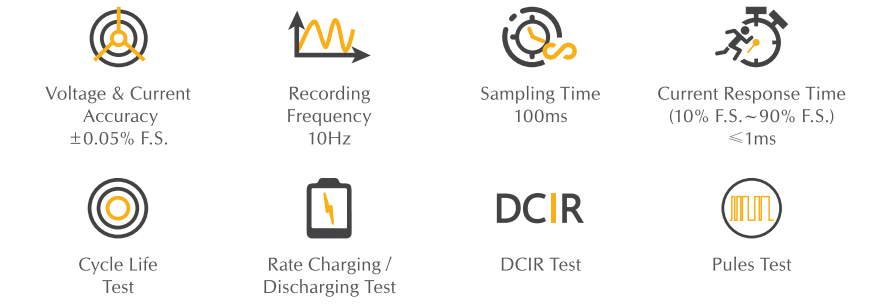 Voltage & Current
Accuracy
±0.05% F.S.
Recording
Frequency
10Hz
Sampling Time
100ms
Current Response Time
(10% F.S.~90% F.S.)
≤1ms
Cycle Life
Test
Rate Charging /
Discharging Test
DCIR
DCIR Test
Pules Test